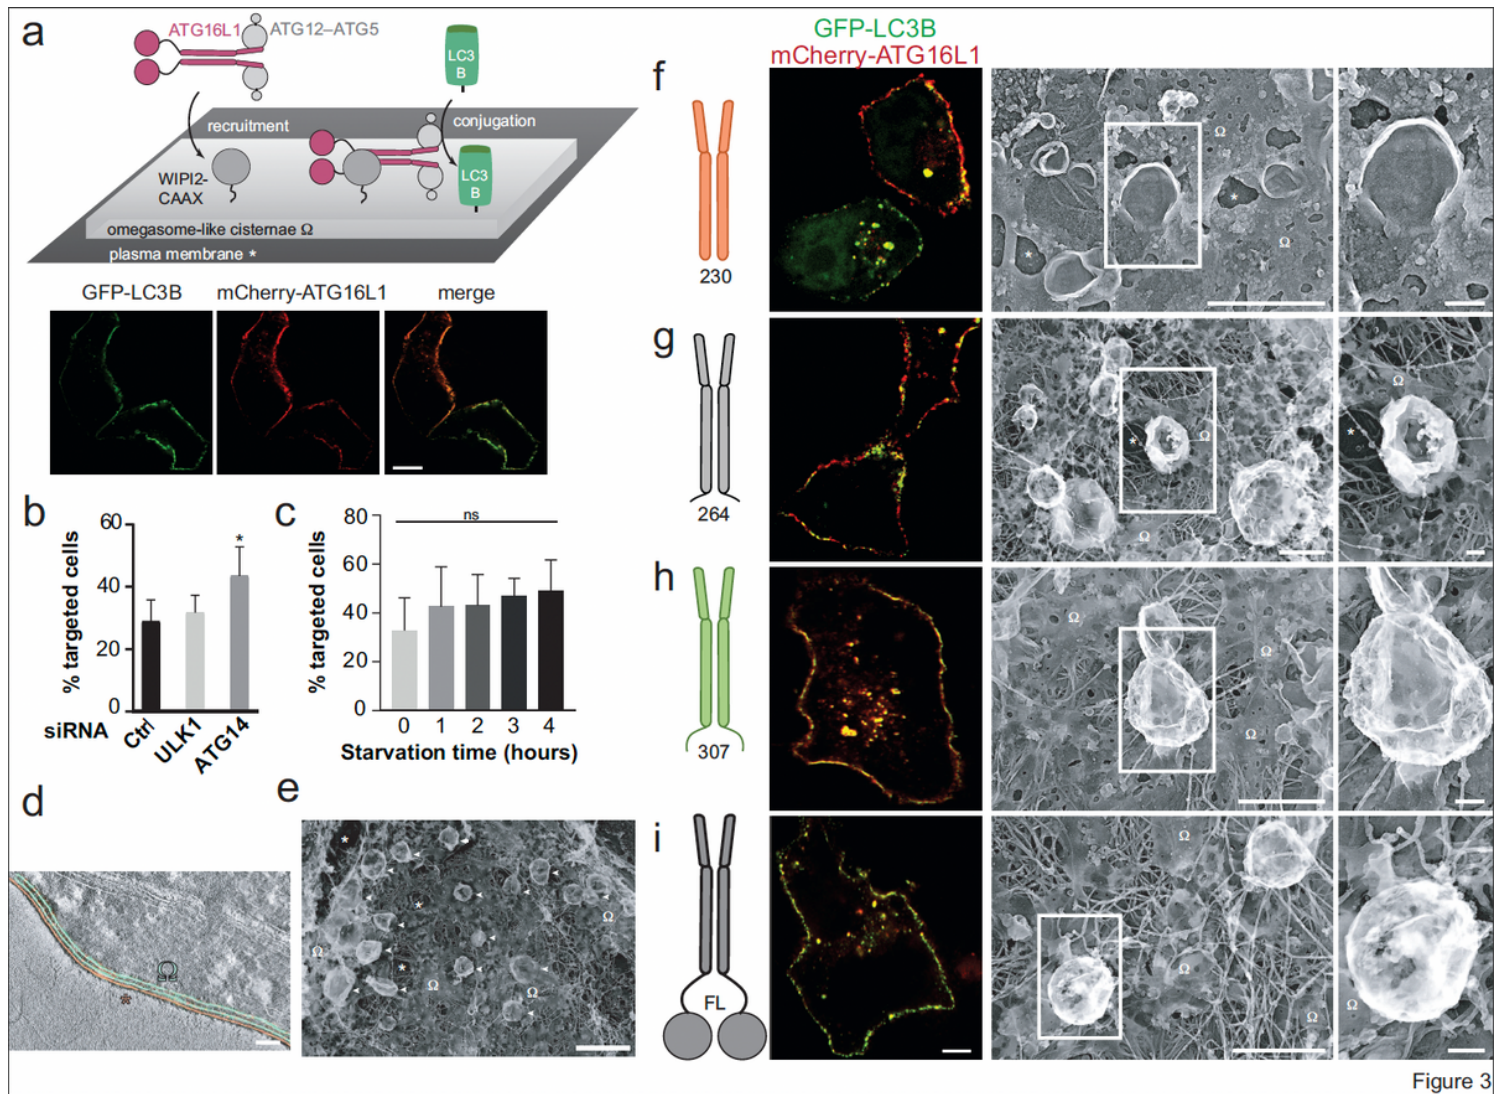 a
ATG16L1
ATG12–ATG5
LC3
B
recruitment
conjugation
WIPI2-
CAAX
LC3
B
omegasome-like cisternae Ω
plasma membrane *
GFP-LC3B
mCherry-ATG16L1
merge
b
% targeted cells
60
40
20
0
*
siRNA
Ctrl
ULK1
ATG14
c
% targeted cells
80
60
40
20
0
ns
0 1 2 3 4
Starvation time (hours)
d
Ω
*
e
*
*
*
Ω
Ω
Ω
Ω
GFP-LC3B
mCherry-ATG16L1
f
230
Ω
*
*
Ω
g
264
*
Ω
Ω
Ω
*
h
307
Ω
Ω
Ω
i
FL
Ω
Ω
Ω
Ω
Figure 3